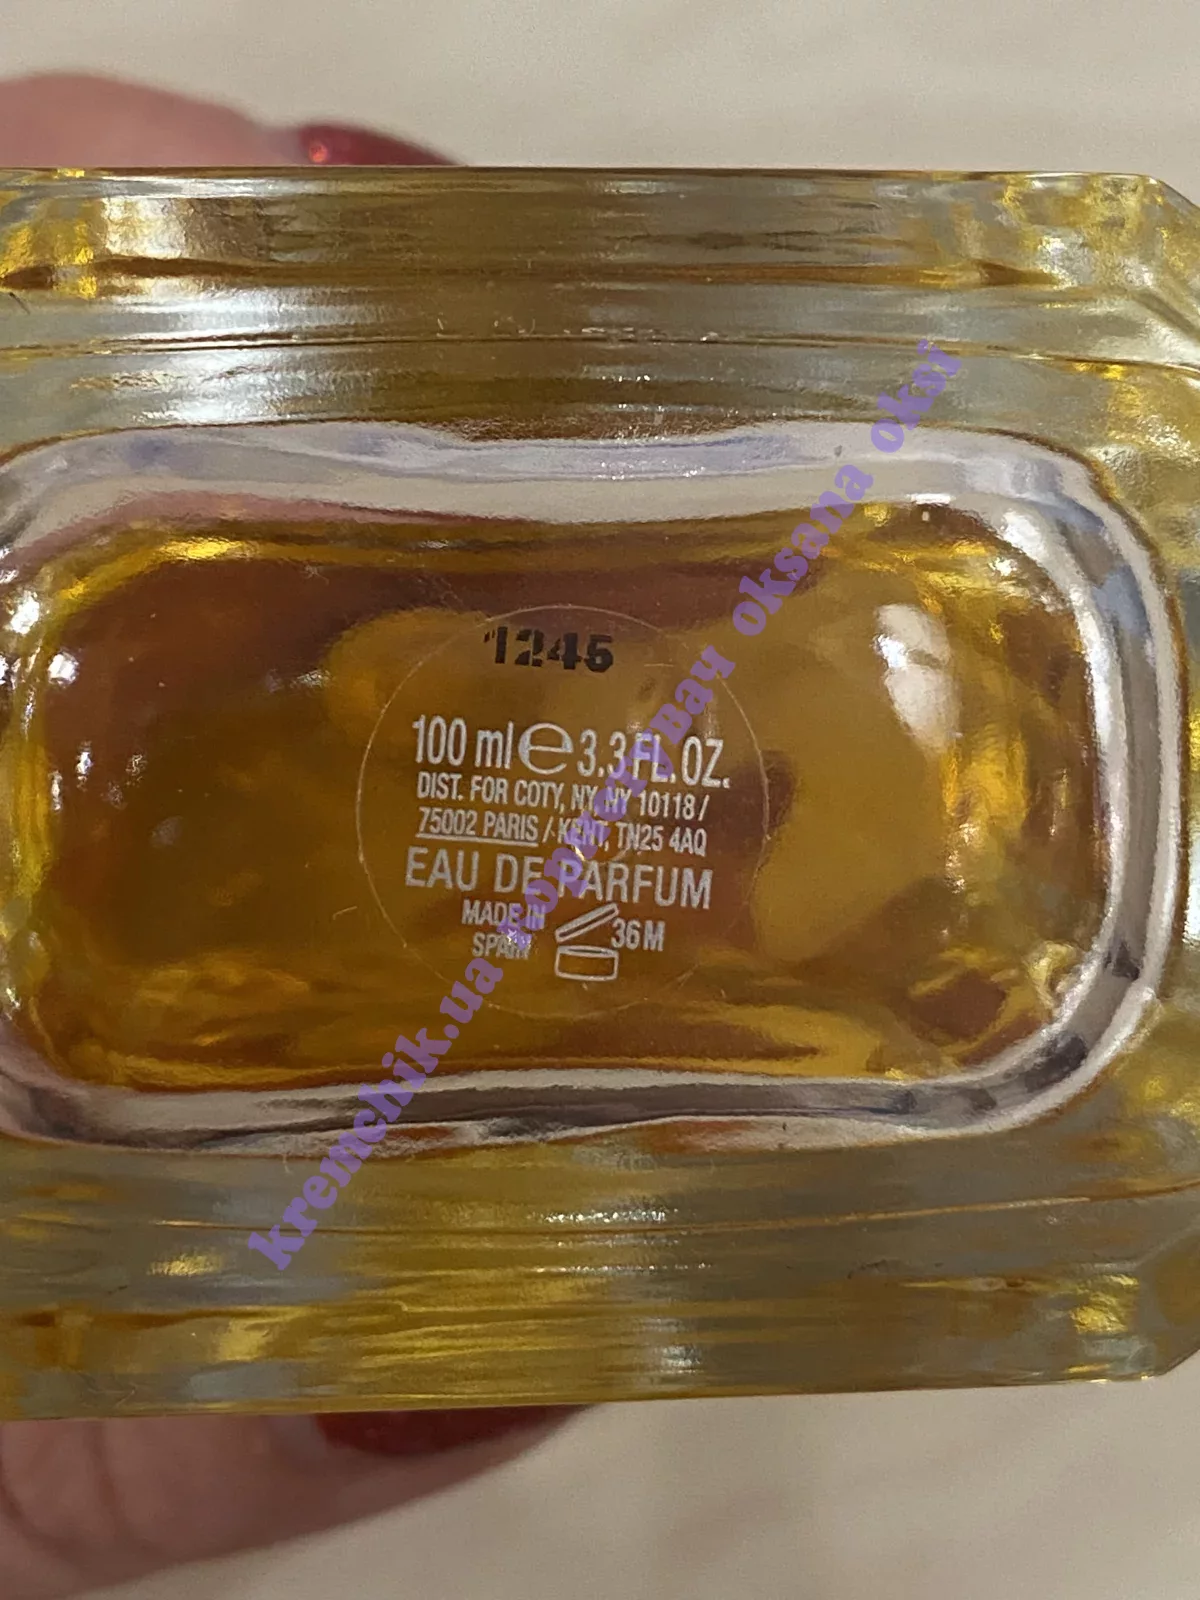 1245
100 ml e 3.3 FL. OZ.
DIST. FOR COTY, NY, NY 10118 /
75002 PARIS / KENT, TN25 4AQ
EAU DE PARFUM
MADE IN
SPAIN
36 M
kremchik.ua oksana oksi